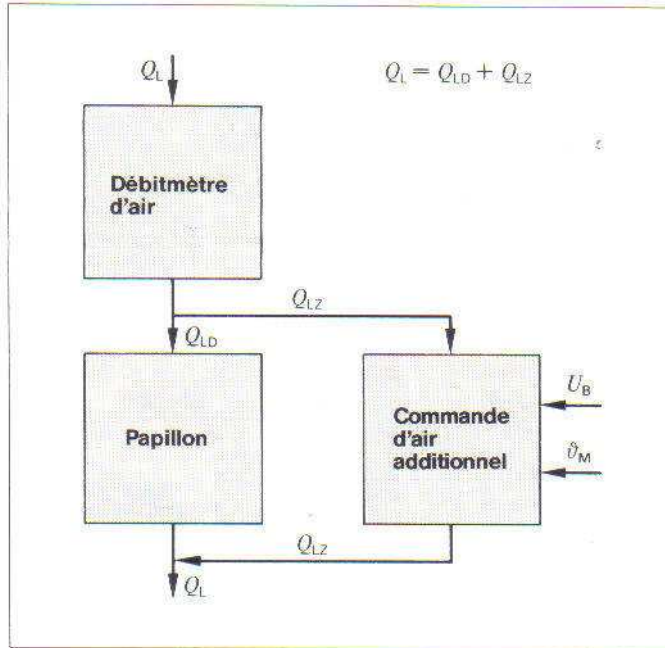 Q_L
Q_L = Q_LD + Q_LZ
Débitmètre
d'air
Q_LZ
Q_LD
Papillon
Commande
d'air
additionnel
U_B
ϑ_M
Q_LZ
Q_L